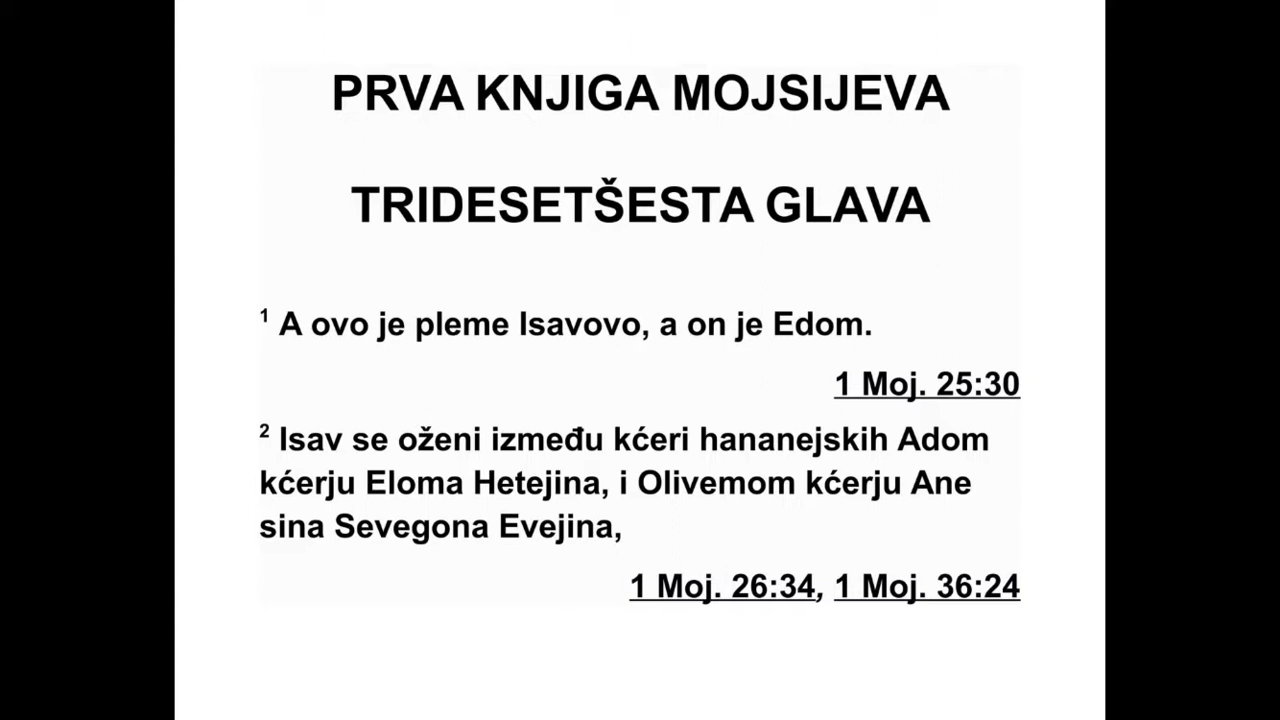 PRVA KNJIGA MOJSIJEVA
TRIDESETŠESTA GLAVA
1 A ovo je pleme Isavovo, a on je Edom.
1 Moj. 25:30
2 Isav se oženi između kćeri hananejskih Adom
kćerju Eloma Hetejina, i Olivemom kćerju Ane
sina Sevegona Evejina,
1 Moj. 26:34, 1 Moj. 36:24